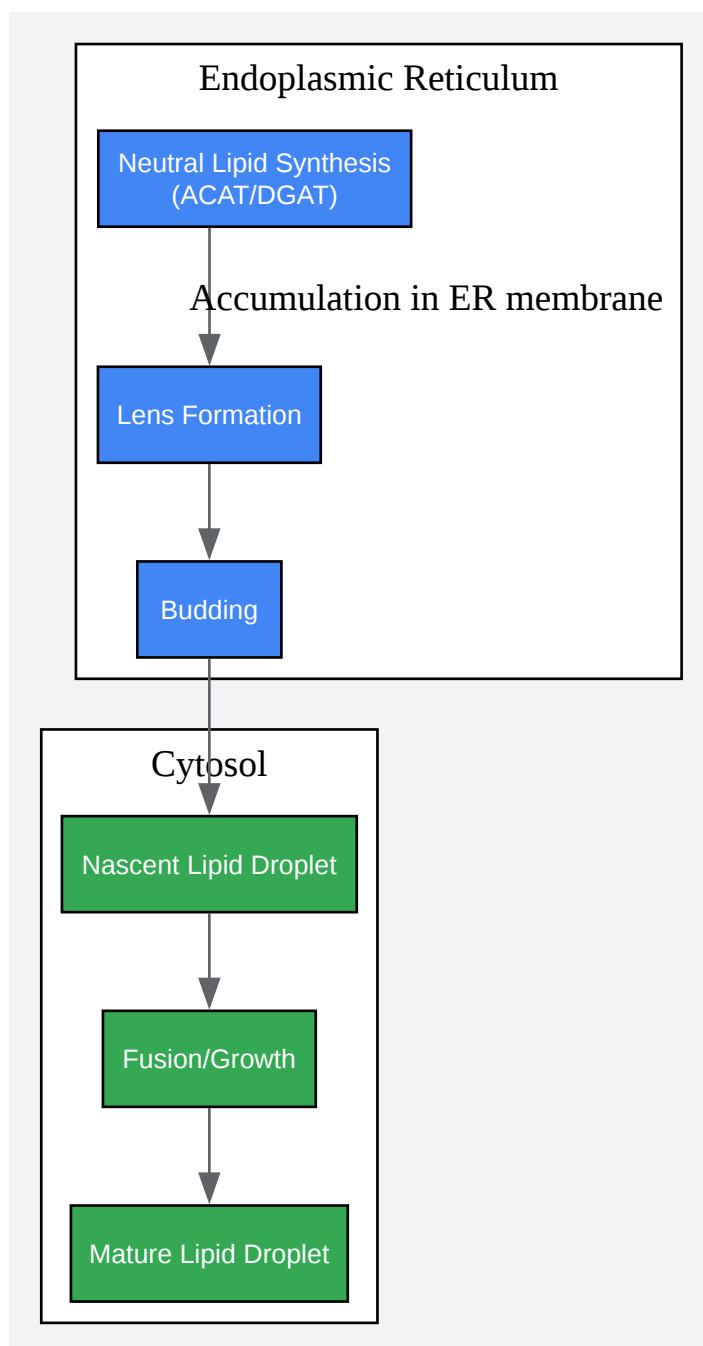 Endoplasmic Reticulum
Neutral Lipid Synthesis
(ACAT/DGAT)
Accumulation in ER membrane
Lens Formation
Budding
Cytosol
Nascent Lipid Droplet
Fusion/Growth
Mature Lipid Droplet